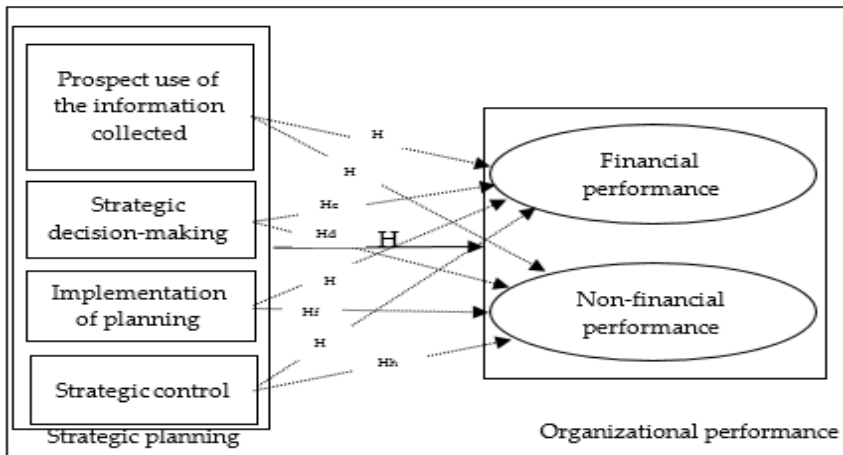 Prospect use of
the information
collected
Strategic
decision-making
Implementation
of planning
Strategic control
Strategic planning
H
H
Hc
Hd
H
H
Hf
H
Hh
Financial
performance
Non-financial
performance
Organizational performance